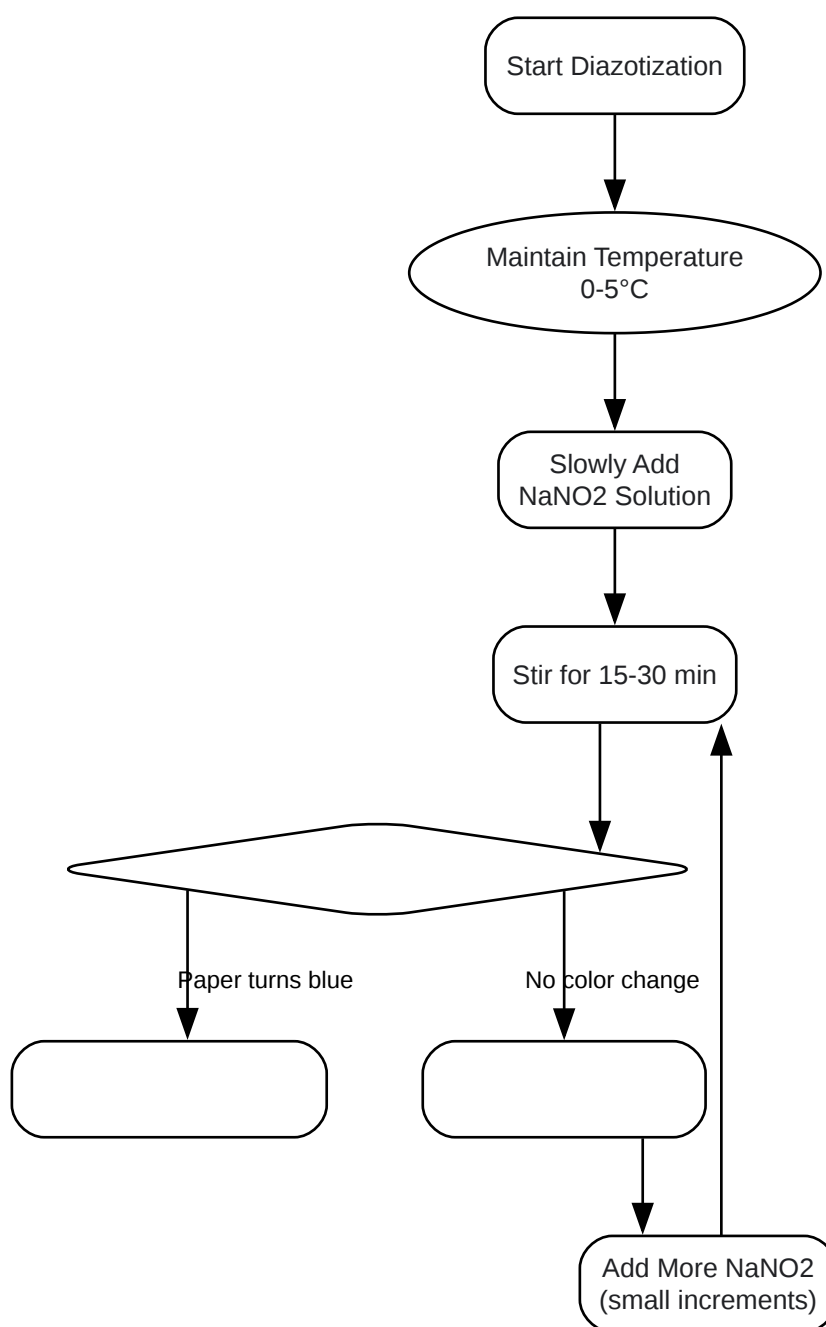 Start Diazotization
Maintain Temperature
0-5°C
Slowly Add
NaNO2 Solution
Stir for 15-30 min
Paper turns blue
No color change
Add More NaNO2
(small increments)